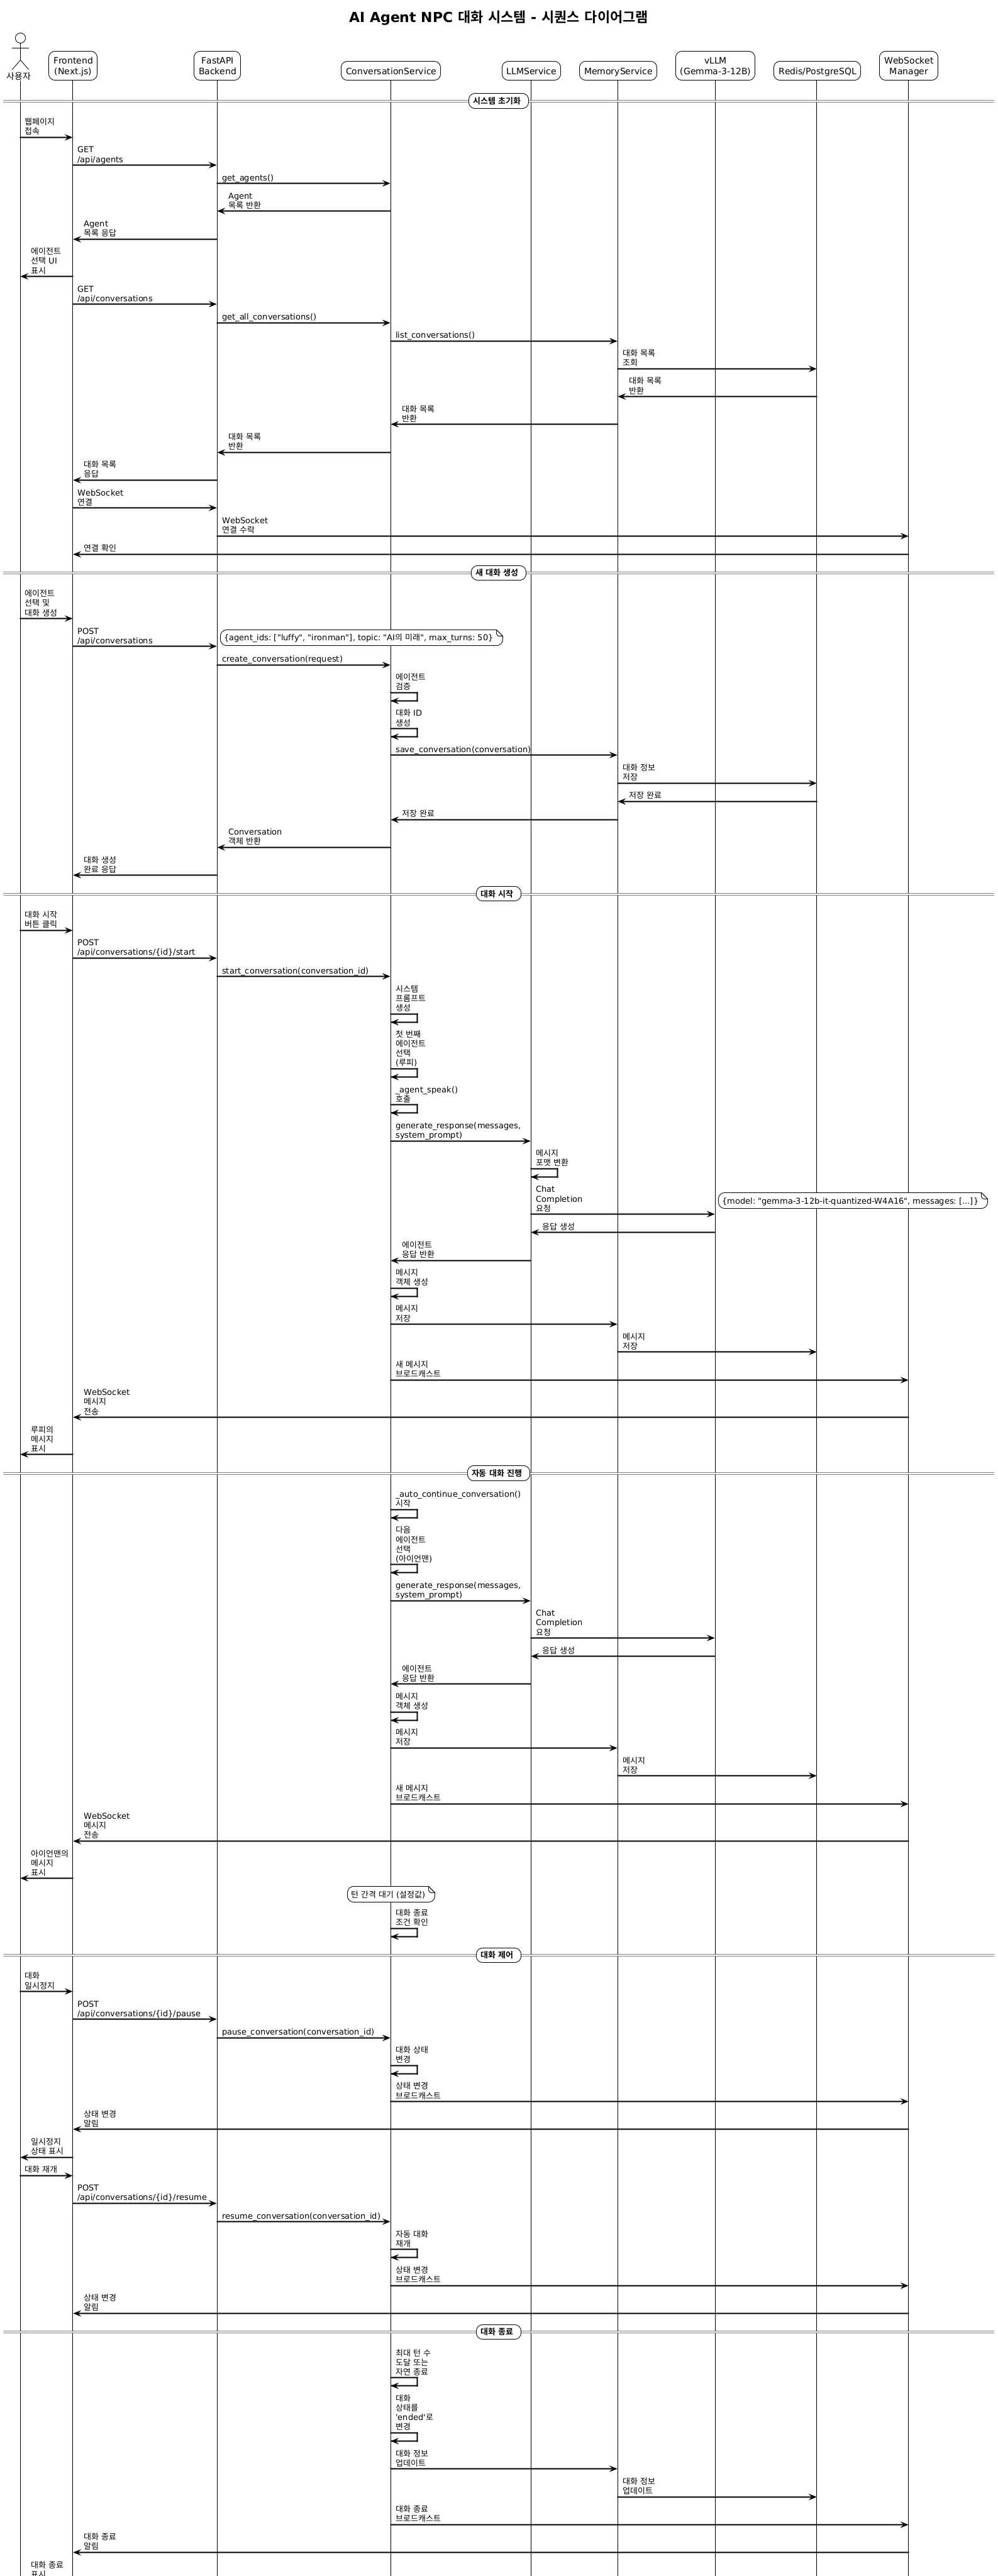 AI Agent NPC 대화 시스템 - 시퀀스 다이어그램
사용자
Frontend
(Next.js)
FastAPI
Backend
ConversationService
LLMService
MemoryService
vLLM
(Gemma-3-12B)
Redis/PostgreSQL
WebSocket
Manager
시스템 초기화
웹페이지
접속
GET
/api/agents
get_agents()
Agent
목록 반환
Agent
목록 응답
에이전트
선택 UI
표시
GET
/api/conversations
get_all_conversations()
list_conversations()
대화 목록
조회
대화 목록
반환
대화 목록
반환
대화 목록
반환
대화 목록
응답
WebSocket
연결
WebSocket
연결 수락
연결 확인
새 대화 생성
에이전트
선택 및
대화 생성
POST
/api/conversations
{agent_ids: ["luffy", "ironman"], topic: "AI의 미래", max_turns: 50}
create_conversation(request)
에이전트
검증
대화 ID
생성
save_conversation(conversation)
대화 정보
저장
저장 완료
저장 완료
Conversation
객체 반환
대화 생성
완료 응답
대화 시작
대화 시작
버튼 클릭
POST
/api/conversations/{id}/start
start_conversation(conversation_id)
시스템
프롬프트
생성
첫 번째
에이전트
선택
(루피)
_agent_speak()
호출
generate_response(messages,
system_prompt)
메시지
포맷 변환
Chat
Completion
요청
{model: "gemma-3-12b-it-quantized-W4A16", messages: [...]}
응답 생성
에이전트
응답 반환
메시지
객체 생성
메시지
저장
메시지
저장
새 메시지
브로드캐스트
WebSocket
메시지
전송
루피의
메시지
표시
자동 대화 진행
_auto_continue_conversation()
시작
다음
에이전트
선택
(아이언맨)
generate_response(messages,
system_prompt)
Chat
Completion
요청
응답 생성
에이전트
응답 반환
메시지
객체 생성
메시지
저장
메시지
저장
새 메시지
브로드캐스트
WebSocket
메시지
전송
아이언맨의
메시지
표시
턴 간격 대기 (설정값)
대화 종료
조건 확인
대화 제어
대화
일시정지
POST
/api/conversations/{id}/pause
pause_conversation(conversation_id)
대화 상태
변경
상태 변경
브로드캐스트
상태 변경
알림
일시정지
상태 표시
대화 재개
POST
/api/conversations/{id}/resume
resume_conversation(conversation_id)
자동 대화
재개
상태 변경
브로드캐스트
상태 변경
알림
대화 종료
최대 턴 수
도달 또는
자연 종료
대화
상태를
'ended'로
변경
대화 정보
업데이트
대화 정보
업데이트
대화 종료
브로드캐스트
대화 종료
알림
대화 종료
표시